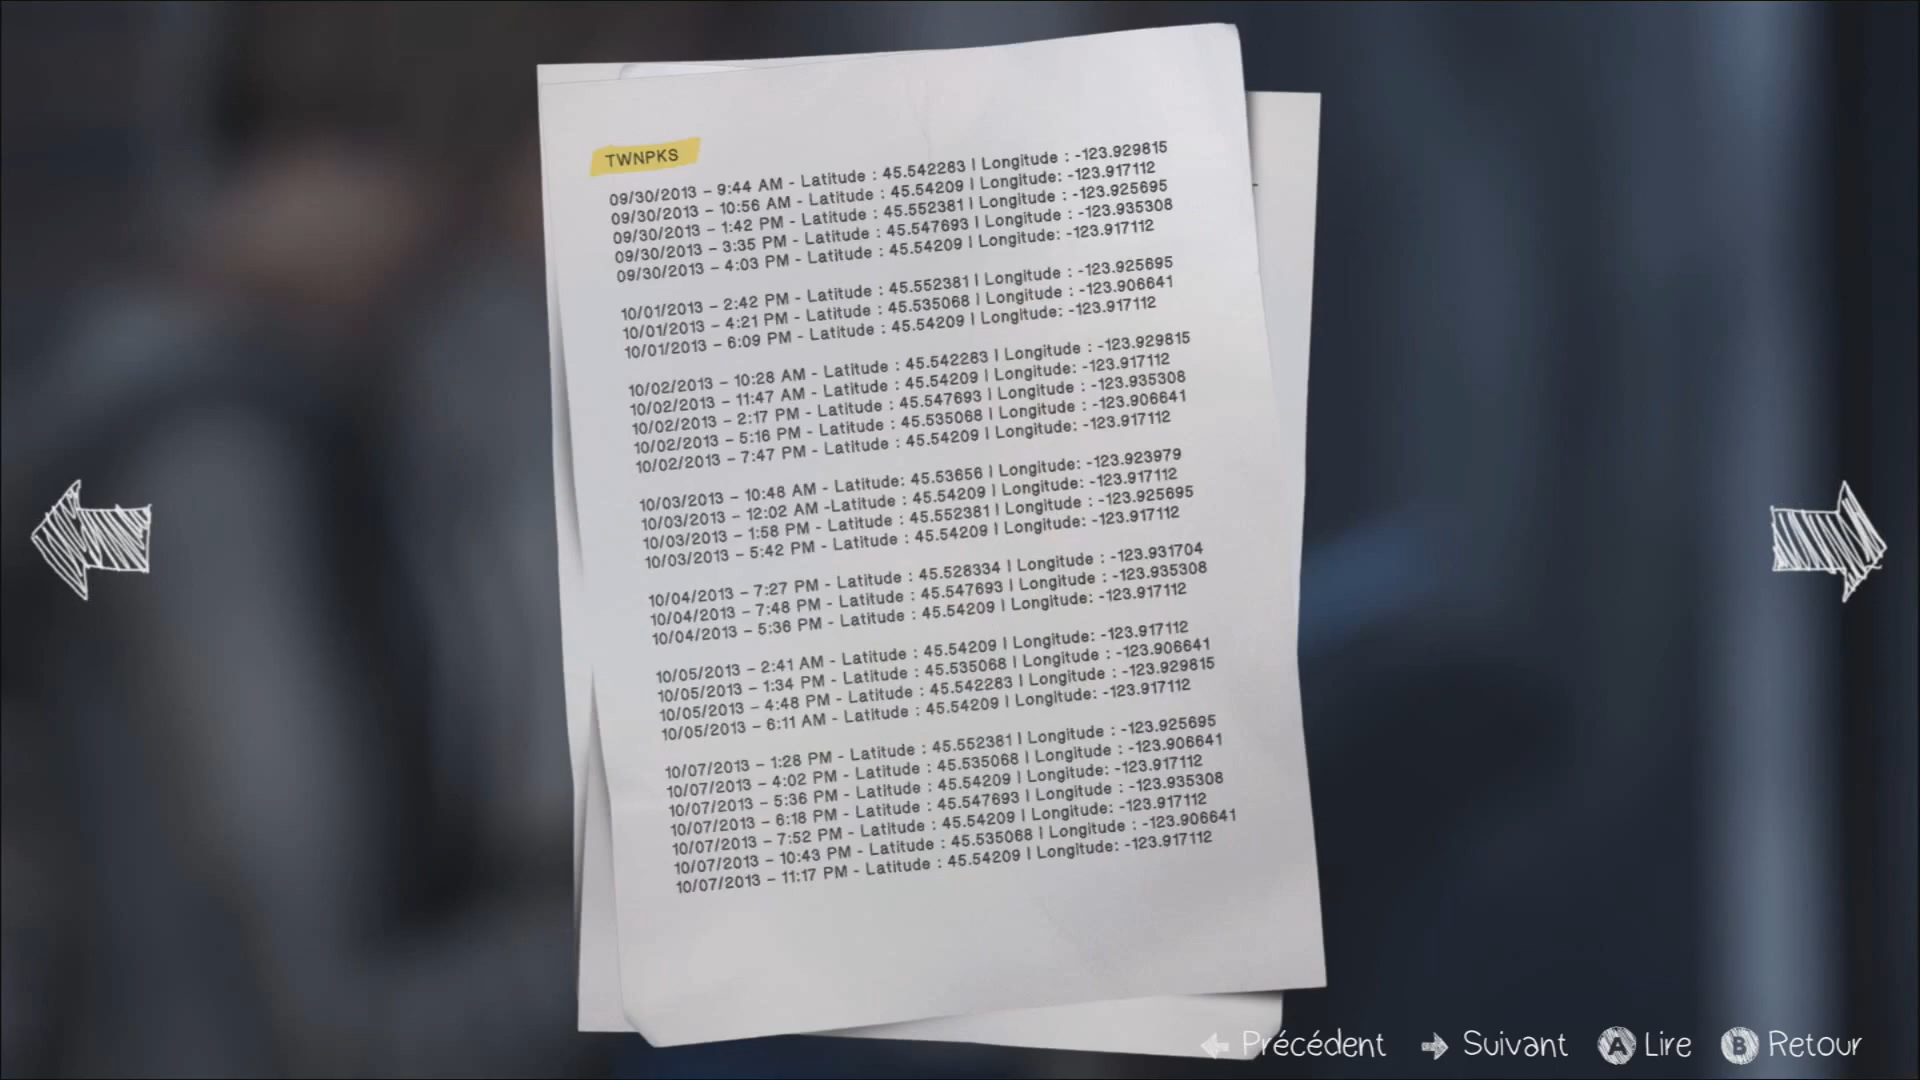 TWNPKS
09/30/2013 – 9:44 AM - Latitude : 45.542283 | Longitude : -123.929815
09/30/2013 – 10:56 AM - Latitude : 45.54209 | Longitude: -123.917112
09/30/2013 – 1:42 PM - Latitude : 45.552381 | Longitude : -123.925695
09/30/2013 – 3:35 PM - Latitude : 45.547693 | Longitude : -123.935308
09/30/2013 – 4:03 PM - Latitude : 45.54209 | Longitude: -123.917112
10/01/2013 – 2:42 PM - Latitude : 45.552381 | Longitude : -123.925695
10/01/2013 – 4:21 PM - Latitude : 45.535068 | Longitude : -123.906641
10/01/2013 – 6:09 PM - Latitude : 45.54209 | Longitude: -123.917112
10/02/2013 – 10:28 AM - Latitude : 45.542283 | Longitude : -123.929815
10/02/2013 – 11:47 AM - Latitude : 45.54209 | Longitude: -123.917112
10/02/2013 – 2:17 PM - Latitude : 45.547693 | Longitude : -123.935308
10/02/2013 – 5:16 PM - Latitude : 45.535068 | Longitude : -123.906641
10/02/2013 – 7:47 PM - Latitude : 45.54209 | Longitude: -123.917112
10/03/2013 – 10:48 AM - Latitude: 45.53656 | Longitude: -123.923979
10/03/2013 – 12:02 AM -Latitude : 45.54209 | Longitude: -123.917112
10/03/2013 – 1:58 PM - Latitude : 45.552381 | Longitude : -123.925695
10/03/2013 – 5:42 PM - Latitude : 45.54209 | Longitude: -123.917112
10/04/2013 – 7:27 PM - Latitude : 45.528334 | Longitude : -123.931704
10/04/2013 – 7:48 PM - Latitude : 45.547693 | Longitude : -123.935308
10/04/2013 – 5:36 PM - Latitude : 45.54209 | Longitude: -123.917112
10/05/2013 – 2:41 AM - Latitude : 45.54209 | Longitude: -123.917112
10/05/2013 – 1:34 PM - Latitude : 45.535068 | Longitude : -123.906641
10/05/2013 – 4:48 PM - Latitude : 45.542283 | Longitude : -123.929815
10/05/2013 – 6:11 AM - Latitude : 45.54209 | Longitude: -123.917112
10/07/2013 – 1:28 PM - Latitude : 45.552381 | Longitude : -123.925695
10/07/2013 – 4:02 PM - Latitude : 45.535068 | Longitude : -123.906641
10/07/2013 – 5:36 PM - Latitude : 45.54209 | Longitude: -123.917112
10/07/2013 – 6:18 PM - Latitude : 45.547693 | Longitude : -123.935308
10/07/2013 – 7:52 PM - Latitude : 45.54209 | Longitude: -123.917112
10/07/2013 – 10:43 PM - Latitude : 45.535068 | Longitude : -123.906641
10/07/2013 – 11:17 PM - Latitude : 45.54209 | Longitude: -123.917112
Précédent Suivant A Lire B Retour